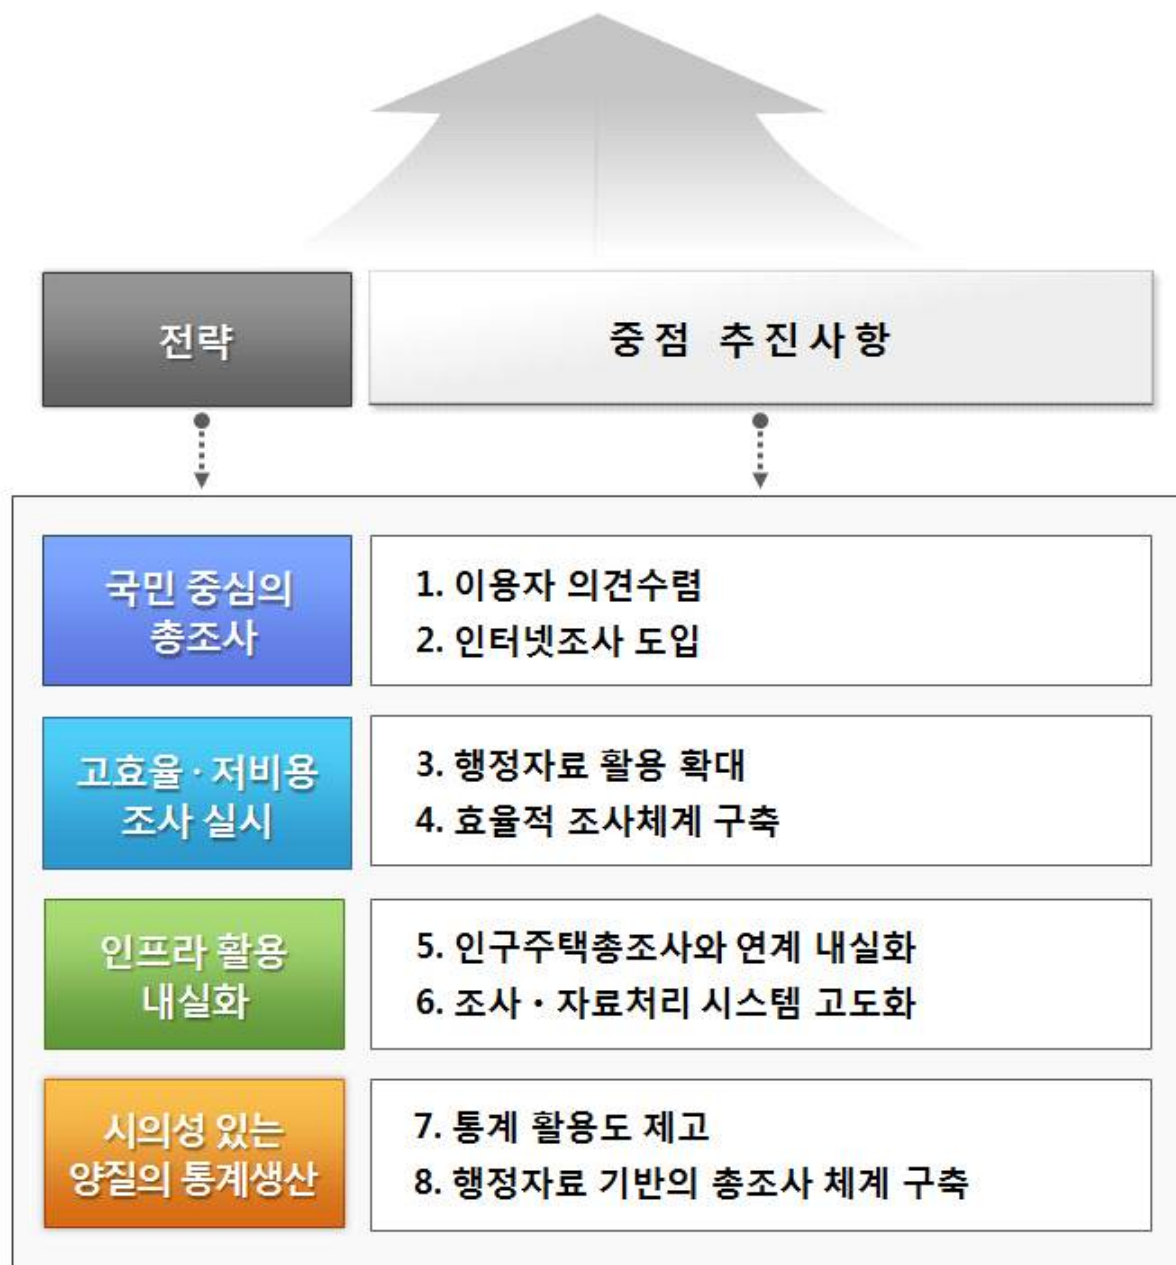 전략
중점 추진사항
국민 중심의
총조사
1. 이용자 의견수렴
2. 인터넷조사 도입
고효율·저비용
조사 실시
3. 행정자료 활용 확대
4. 효율적 조사체계 구축
인프라 활용
내실화
5. 인구주택총조사와 연계 내실화
6. 조사·자료처리 시스템 고도화
시의성 있는
양질의 통계생산
7. 통계 활용도 제고
8. 행정자료 기반의 총조사 체계 구축